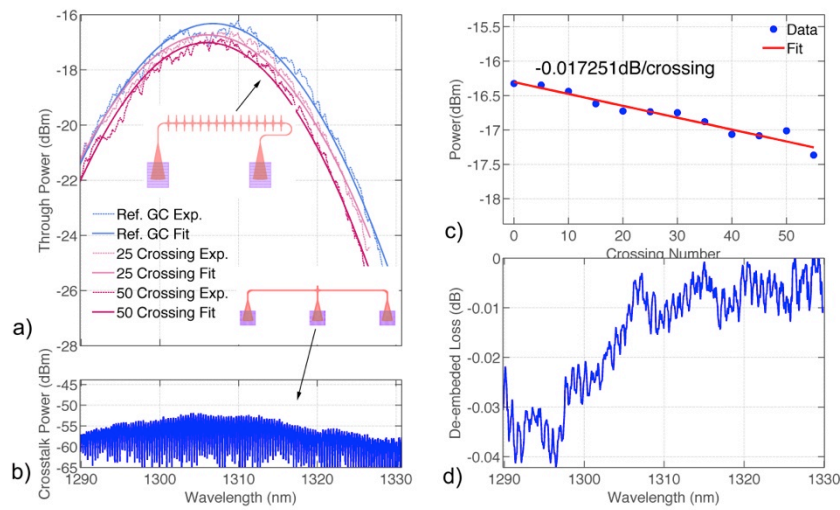 -16
-18
-20
-22
-24
-26
-28
Through Power (dBm)
Ref. GC Exp.
Ref. GC Fit
25 Crossing Exp.
25 Crossing Fit
50 Crossing Exp.
50 Crossing Fit
a)
-45
-50
-55
-60
-65
Crosstalk Power (dBm)
b)
1290 1300 1310 1320 1330
Wavelength (nm)
-15.5
-16
-16.5
-17
-17.5
-18
Power(dBm)
Data
Fit
-0.017251dB/crossing
c)
0 10 20 30 40 50
Crossing Number
0
-0.01
-0.02
-0.03
-0.04
De-embeded Loss (dB)
d)
1290 1300 1310 1320 1330
Wavelength (nm)